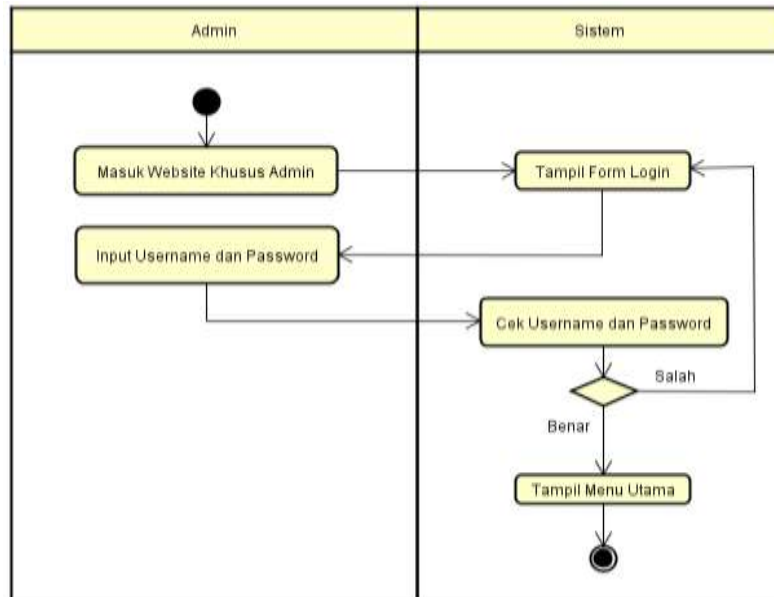 Admin
Sistem
Masuk Website Khusus Admin
Tampil Form Login
Input Username dan Password
Cek Username dan Password
Salah
Benar
Tampil Menu Utama